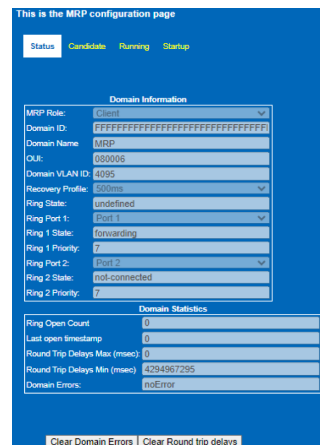 This is the MRP configuration page
Status Candidate Running Startup
Domain Information
MRP Role: Client
Domain ID: FFFFFFFFFFFFFFFFFFFFFFFFFFFFFFFF
Domain Name MRP
OUI: 080006
Domain VLAN ID: 4095
Recovery Profile: 500ms
Ring State: undefined
Ring Port 1: Port 1
Ring 1 State: forwarding
Ring 1 Priority: 7
Ring Port 2: Port 2
Ring 2 State: not-connected
Ring 2 Priority: 7
Domain Statistics
Ring Open Count 0
Last open timestamp 0
Round Trip Delays Max (msec): 0
Round Trip Delays Min (msec) 4294967295
Domain Errors: noError
Clear Domain Errors Clear Round trip delays